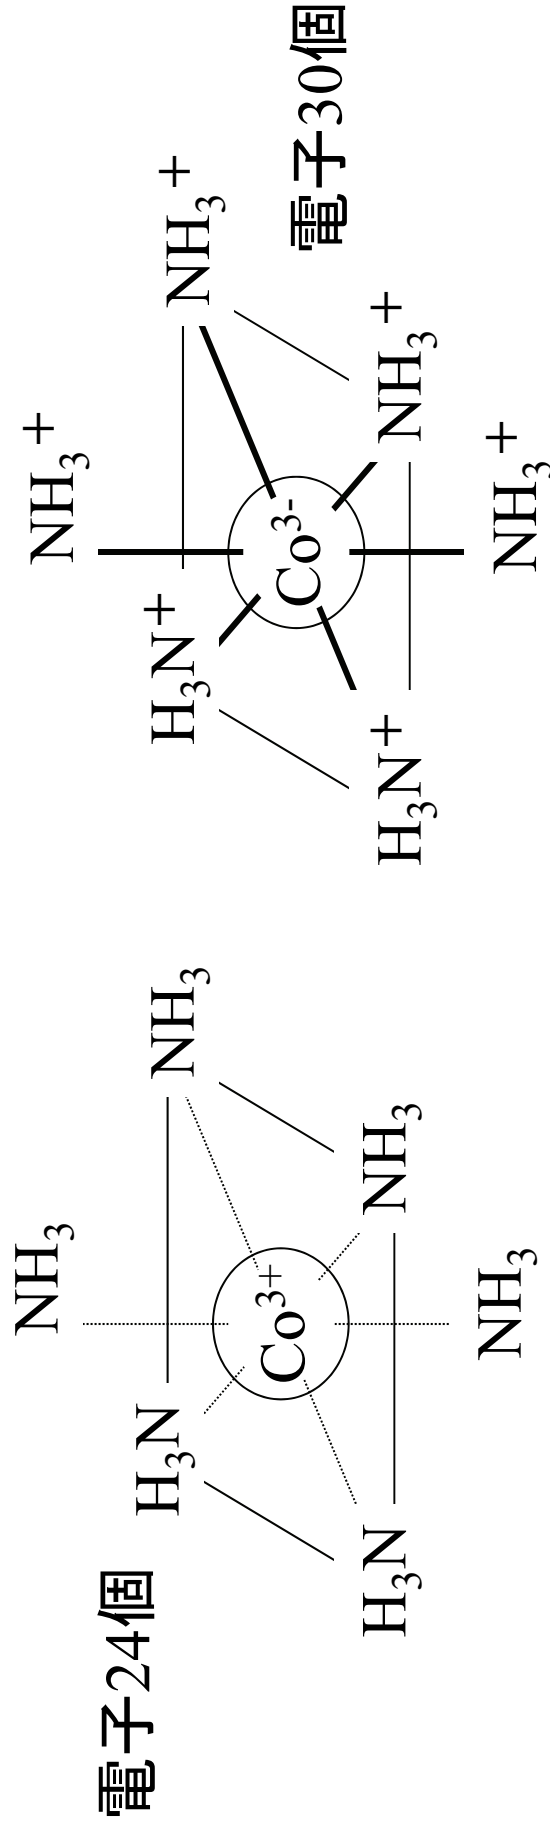 電子24個
NH₃
H₃N
NH₃
Co³⁺
H₃N
NH₃
NH₃
NH₃⁺
H₃N⁺
NH₃⁺
Co³⁻
H₃N⁺
NH₃⁺
NH₃⁺
電子30個